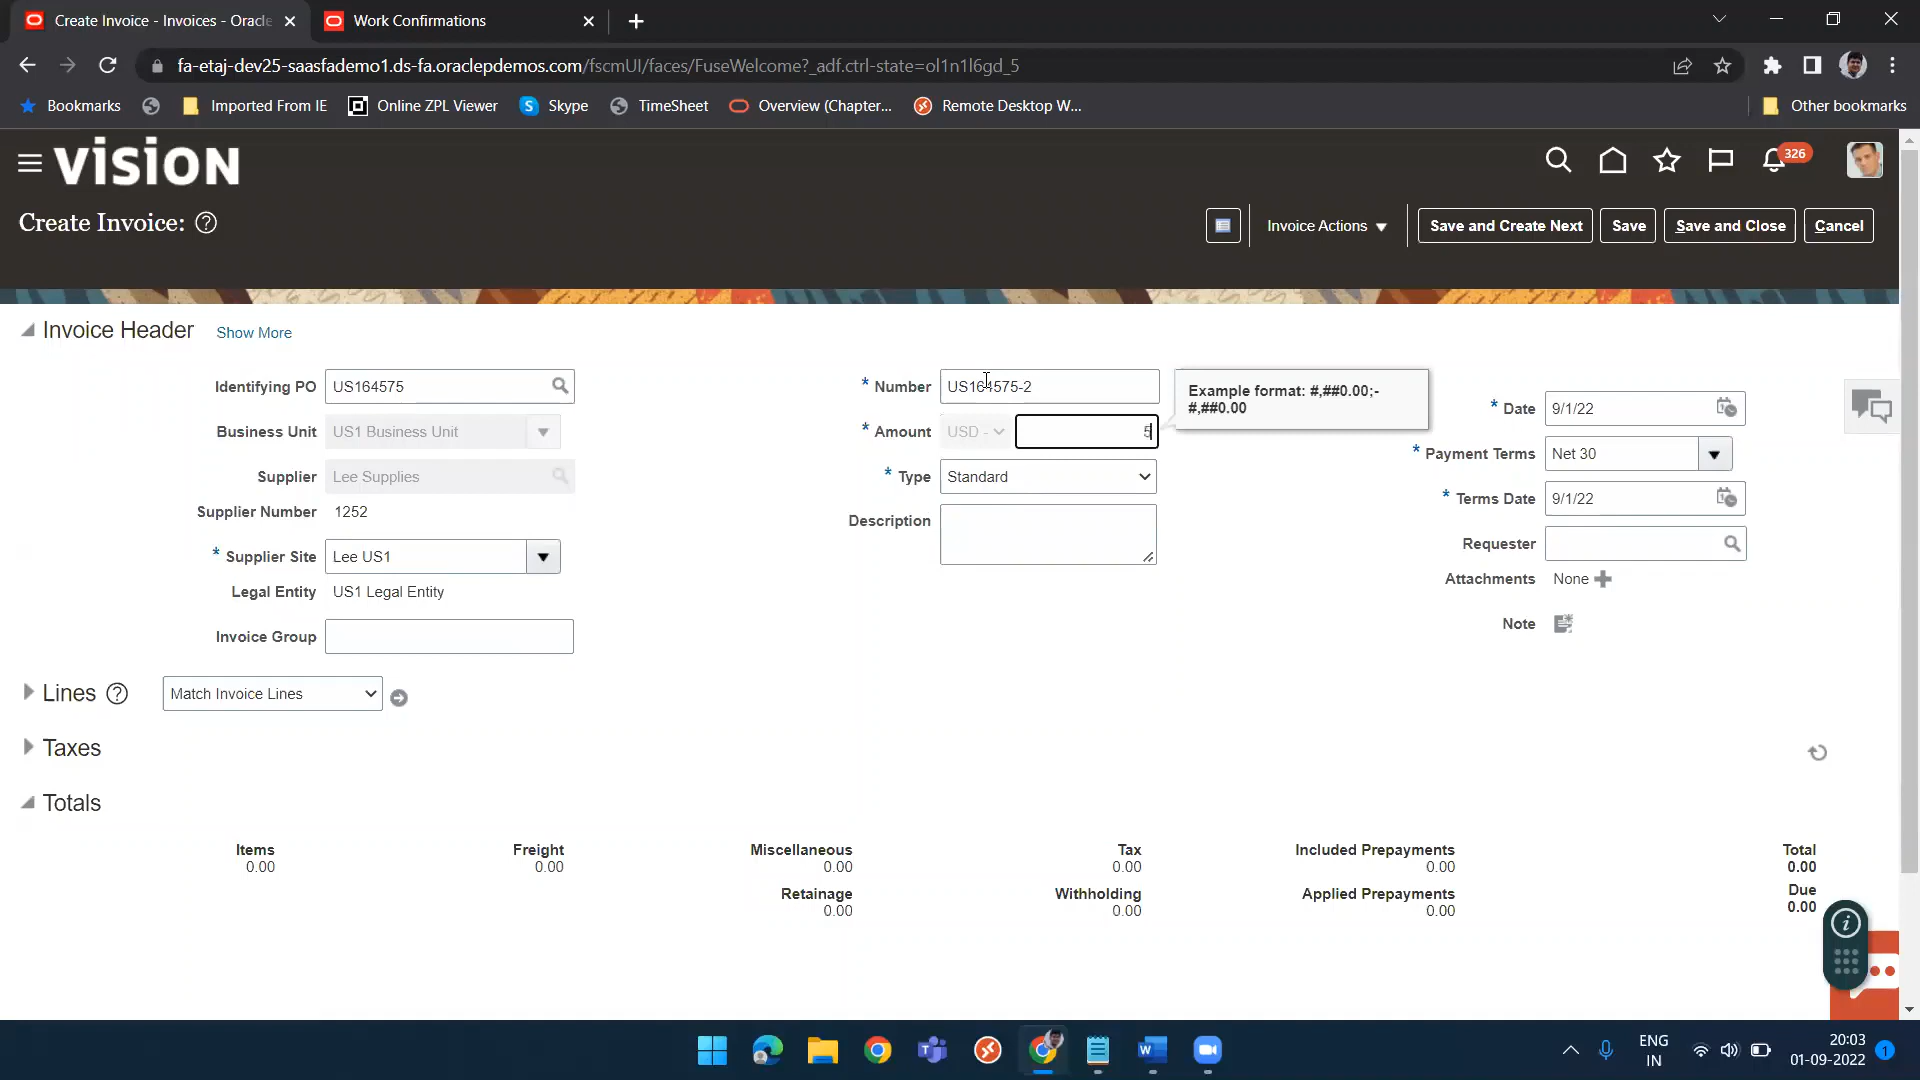 Create Invoice - Invoices - Oracle
Work Confirmations
fa-etaj-dev25-saasfademo1.ds-fa.oraclepdemos.com/fscmUI/faces/FuseWelcome?_adf.ctrl-state=ol1n1l6gd_5
Bookmarks
Imported From IE
Online ZPL Viewer
Skype
TimeSheet
Overview (Chapter...
Remote Desktop W...
Other bookmarks
VISION
326
Create Invoice:
Invoice Actions
Save and Create Next
Save
Save and Close
Cancel
Invoice Header
Show More
Identifying PO US164575
Business Unit US1 Business Unit
Supplier Lee Supplies
Supplier Number 1252
* Supplier Site Lee US1
Legal Entity US1 Legal Entity
Invoice Group
* Number US164575-2
* Amount USD - 5
* Type Standard
Description
Example format: #,##0.00;-
#,##0.00
* Date 9/1/22
* Payment Terms Net 30
* Terms Date 9/1/22
Requester
Attachments None
Note
Lines
Match Invoice Lines
Taxes
Totals
Items Freight Miscellaneous Tax Included Prepayments Total
0.00 0.00 0.00 0.00 0.00 0.00
Retainage Withholding Applied Prepayments Due
0.00 0.00 0.00 0.00
ENG
IN
20:03
01-09-2022
1